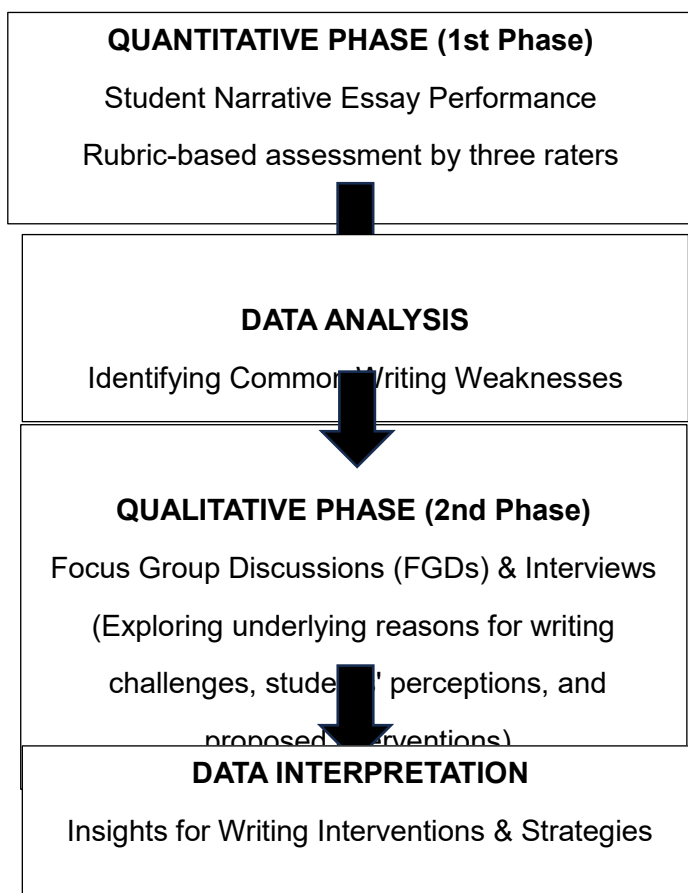 QUANTITATIVE PHASE (1st Phase)
Student Narrative Essay Performance
Rubric-based assessment by three raters
DATA ANALYSIS
Identifying Common Writing Weaknesses
QUALITATIVE PHASE (2nd Phase)
Focus Group Discussions (FGDs) & Interviews
(Exploring underlying reasons for writing
challenges, students' perceptions, and
proposed interventions)
DATA INTERPRETATION
Insights for Writing Interventions & Strategies